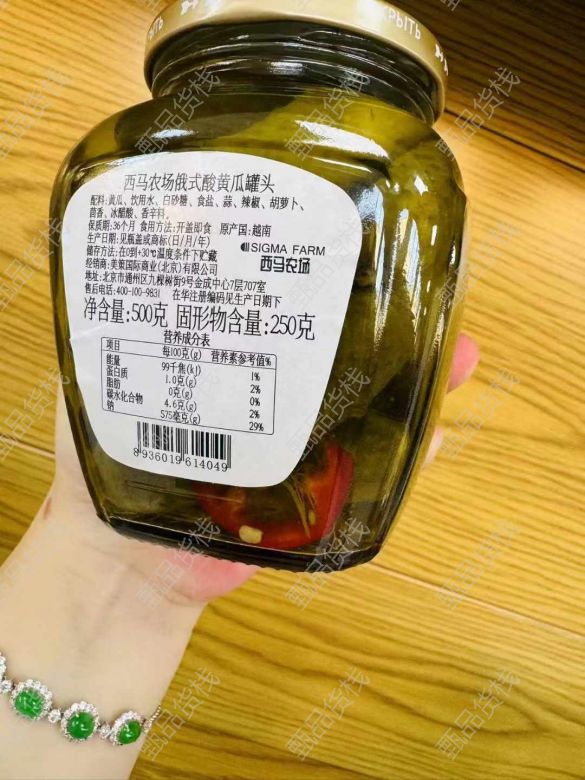 КРЫТЬ
西马农场俄式酸黄瓜罐头
配料:黄瓜、饮用水、白砂糖、食盐、蒜、辣椒、胡萝卜、
茴香、冰醋酸、香辛料。
保质期:36个月 食用方法:开盖即食 原产国:越南
生产日期:见瓶盖或商标(日/月/年)
储存方法:在0到+30℃温度条件下贮藏
SIGMA FARM
西马农场
经销商:美策国际商业(北京)有限公司
地址:北京市通州区九棵树街9号金成中心7层707室
售后电话:400-100-9831 在华注册编码见生产日期下
净含量:500克 固形物含量:250克
营养成分表
项目 每100克(g) 营养素参考值%
能量 99千焦(kJ) 1%
蛋白质 1.0克(g) 2%
脂肪 0克(g) 0%
碳水化合物 4.6克(g) 2%
钠 575毫克(g) 29%
8 936019 614049
甄品货栈